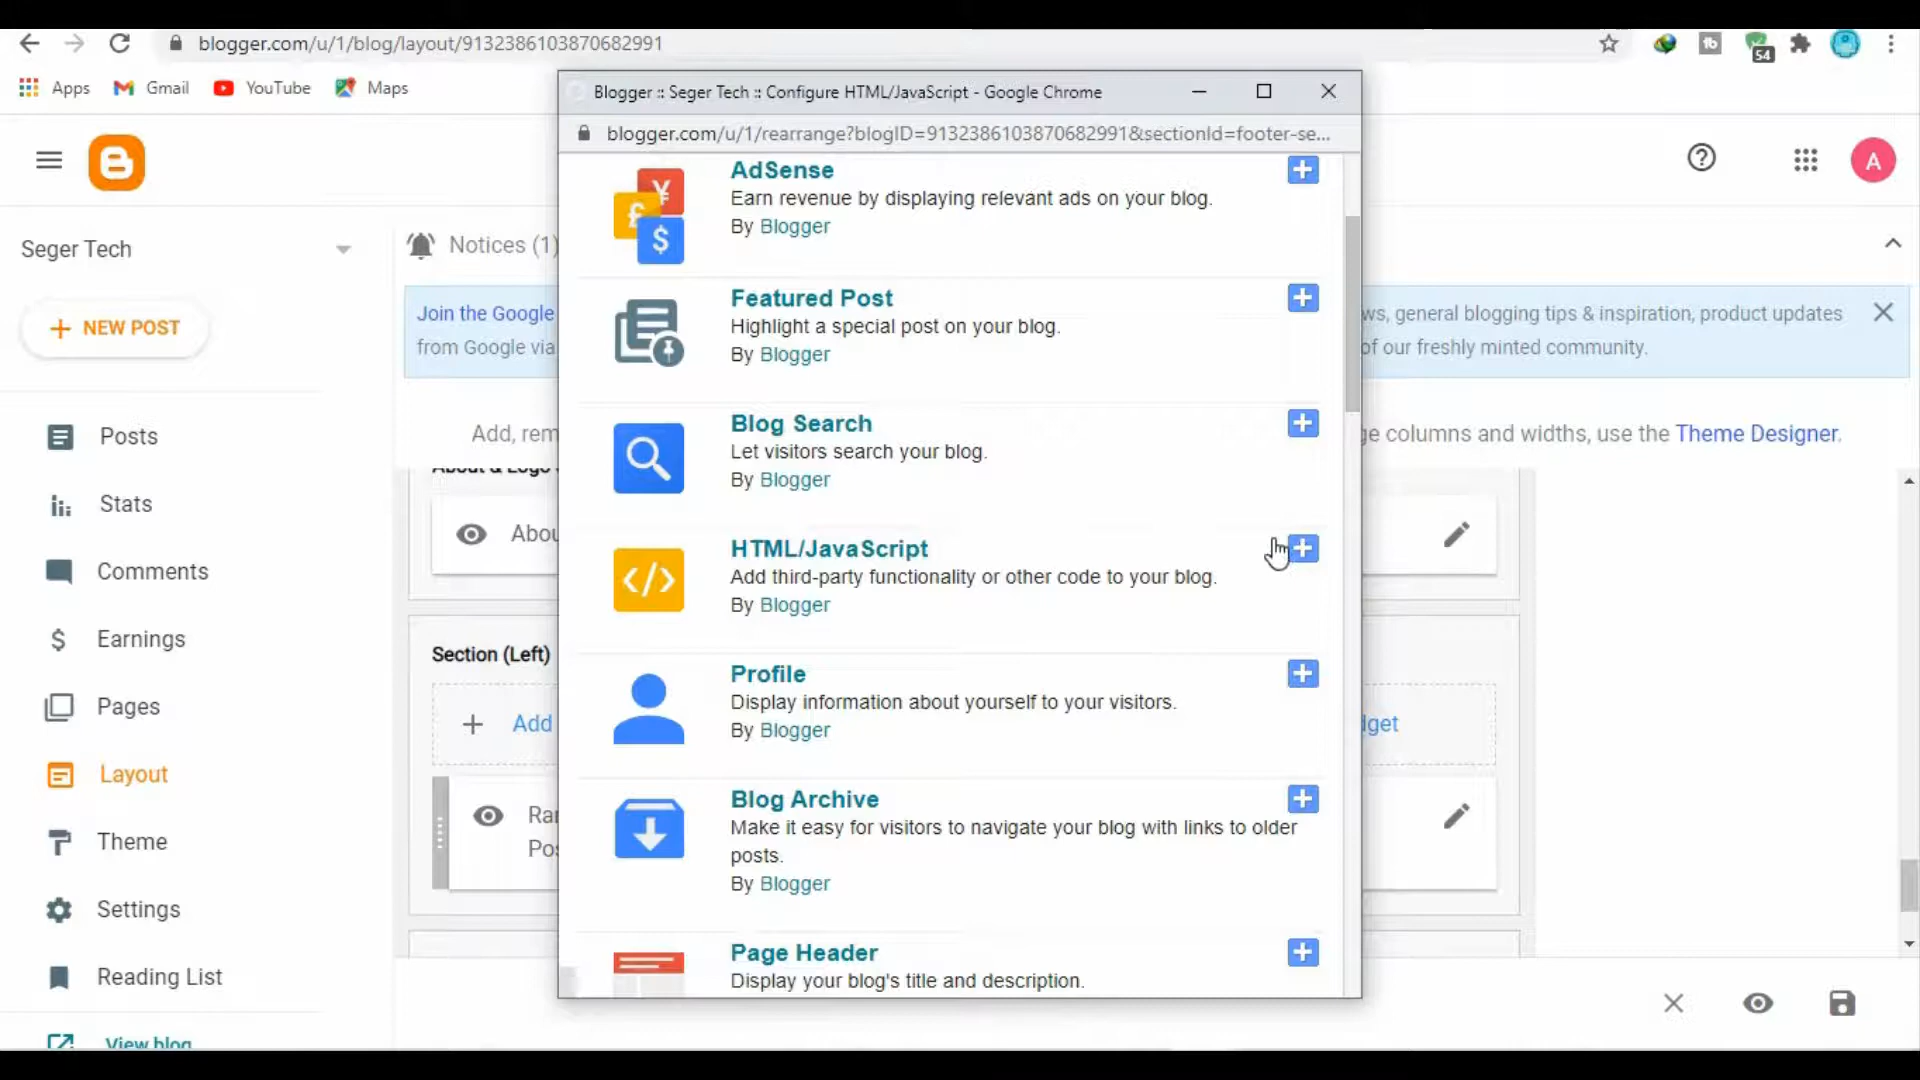 blogger.com/u/1/blog/layout/9132386103870682991
54
Apps Gmail YouTube Maps
Blogger :: Seger Tech :: Configure HTML/JavaScript - Google Chrome
blogger.com/u/1/rearrange?blogID=9132386103870682991&sectionId=footer-se...
A
Seger Tech
Notices (1)
NEW POST
Join the Google
ws, general blogging tips & inspiration, product updates
from Google via
of our freshly minted community.
Add, rem
ge columns and widths, use the Theme Designer.
Posts
Stats
Comments
Earnings
Pages
Layout
Theme
Settings
Reading List
View blog
About & Logo
Abou
Section (Left)
Add
dget
Ran
Pos
AdSense
Earn revenue by displaying relevant ads on your blog.
By Blogger
Featured Post
Highlight a special post on your blog.
By Blogger
Blog Search
Let visitors search your blog.
By Blogger
HTML/JavaScript
Add third-party functionality or other code to your blog.
By Blogger
Profile
Display information about yourself to your visitors.
By Blogger
Blog Archive
Make it easy for visitors to navigate your blog with links to older
posts.
By Blogger
Page Header
Display your blog's title and description.